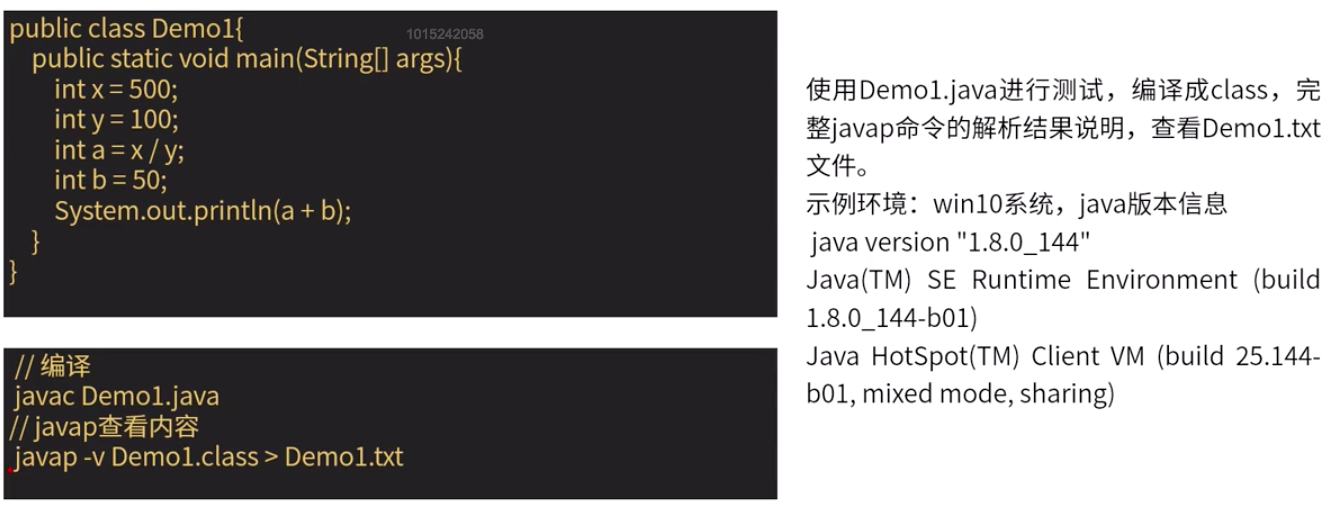 public class Demo1{
1015242058
public static void main(String[] args){
int x = 500;
int y = 100;
int a = x / y;
int b = 50;
System.out.println(a + b);
}
}
// 编译
javac Demo1.java
// javap查看内容
javap -v Demo1.class > Demo1.txt
使用Demo1.java进行测试，编译成class，完
整javap命令的解析结果说明，查看Demo1.txt
文件。
示例环境：win10系统，java版本信息
java version "1.8.0_144"
Java(TM) SE Runtime Environment (build
1.8.0_144-b01)
Java HotSpot(TM) Client VM (build 25.144-
b01, mixed mode, sharing)